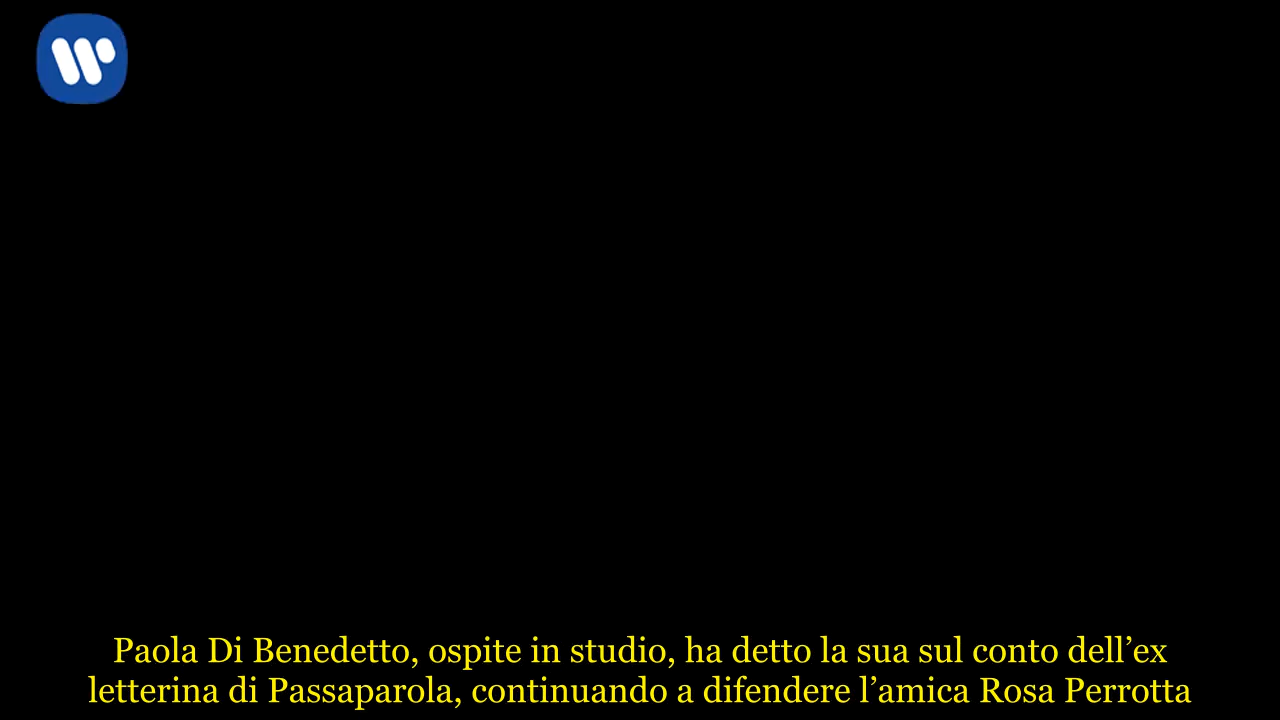 Paola Di Benedetto, ospite in studio, ha detto la sua sul conto dell’ex
letterina di Passaparola, continuando a difendere l’amica Rosa Perrotta